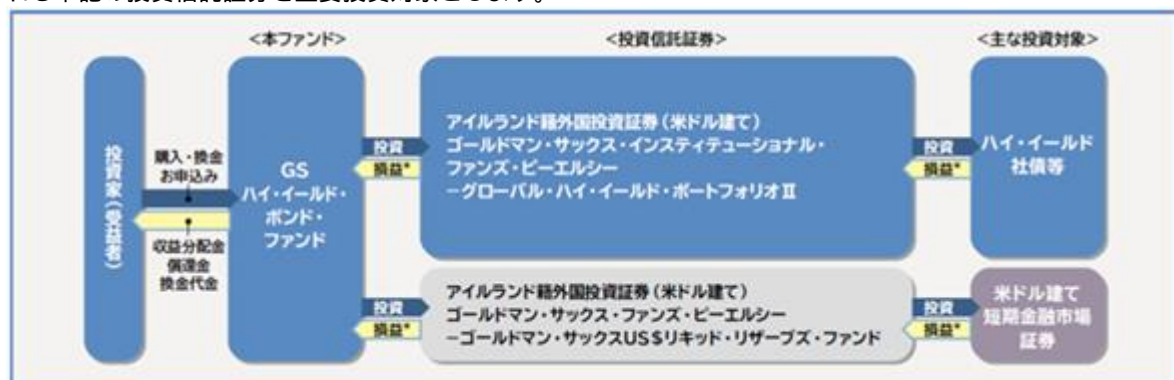 <本ファンド>
<投資信託証券>
<主な投資対象>
投資家(受益者)
購入・換金
お申込み
収益分配金
償還金
換金代金
GS
ハイ・イールド・
ボンド・
ファンド
投資
損益*
アイルランド籍外国投資証券(米ドル建て)
ゴールドマン・サックス・インスティテューショナル・
ファンズ・ピーエルシー
-グローバル・ハイ・イールド・ポートフォリオⅡ
投資
損益*
ハイ・イールド
社債等
投資
損益*
アイルランド籍外国投資証券(米ドル建て)
ゴールドマン・サックス・ファンズ・ピーエルシー
-ゴールドマン・サックスUS$リキッド・リザーブズ・ファンド
投資
損益*
米ドル建て
短期金融市場
証券